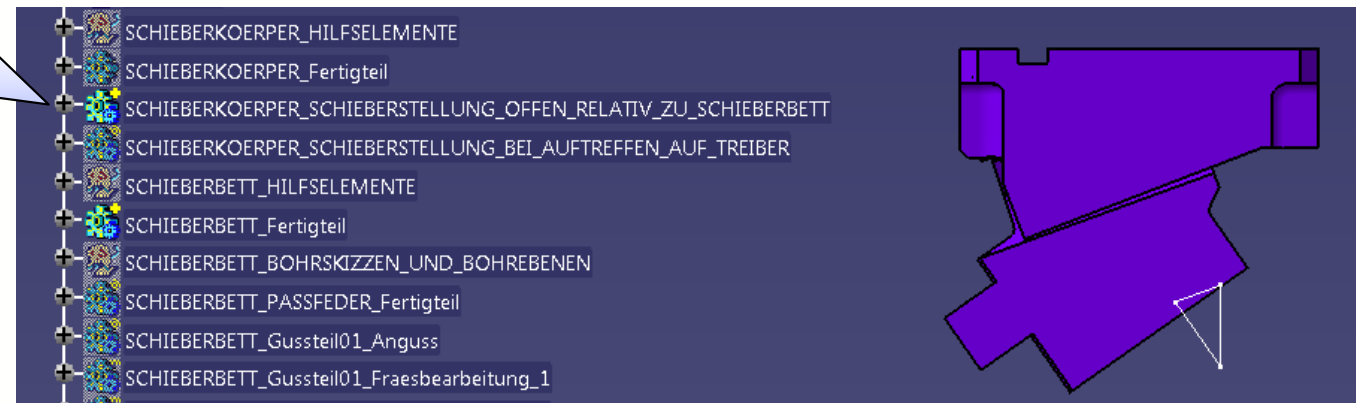 SCHIEBERKOERPER_HILFSELEMENTE
SCHIEBERKOERPER_Fertigteil
SCHIEBERKOERPER_SCHIEBERSTELLUNG_OFFEN_RELATIV_ZU_SCHIEBERBETT
SCHIEBERKOERPER_SCHIEBERSTELLUNG_BEI_AUFTREFFEN_AUF_TREIBER
SCHIEBERBETT_HILFSELEMENTE
SCHIEBERBETT_Fertigteil
SCHIEBERBETT_BOHRSKIZZEN_UND_BOHREBENEN
SCHIEBERBETT_PASSFEDER_Fertigteil
SCHIEBERBETT_Gussteil01_Anguss
SCHIEBERBETT_Gussteil01_Fraesbearbeitung_1